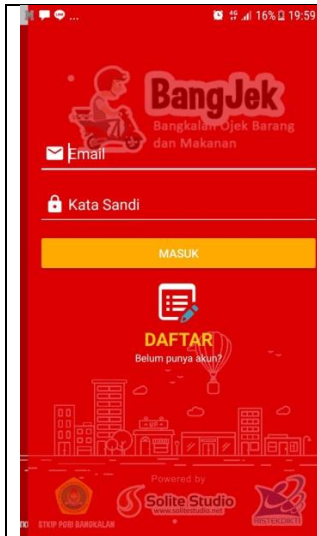 16% 19:59
BangJek
Bangkalan Ojek Barang
dan Makanan
Email
Kata Sandi
MASUK
DAFTAR
Belum punya akun?
Powered by
Solite Studio
www.solitestudio.net
STKIP PGRI BANGKALAN
RISTEKDIKTI